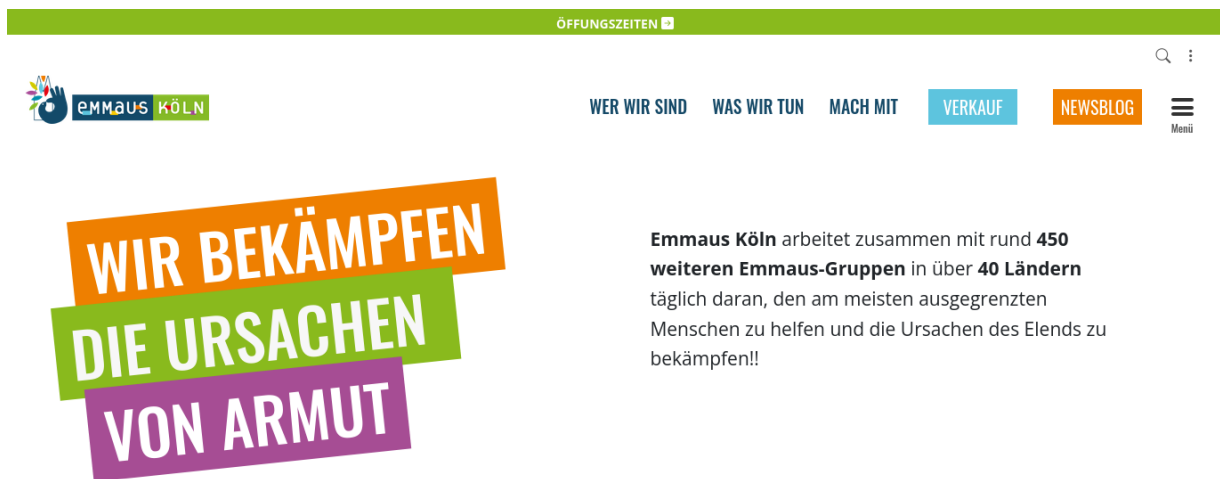 ÖFFUNGSZEITEN
emmaus KÖLN
WER WIR SIND WAS WIR TUN MACH MIT VERKAUF NEWSBLOG
Menü
WIR BEKÄMPFEN
DIE URSACHEN
VON ARMUT
Emmaus Köln arbeitet zusammen mit rund 450
weiteren Emmaus-Gruppen in über 40 Ländern
täglich daran, den am meisten ausgegrenzten
Menschen zu helfen und die Ursachen des Elends zu
bekämpfen!!